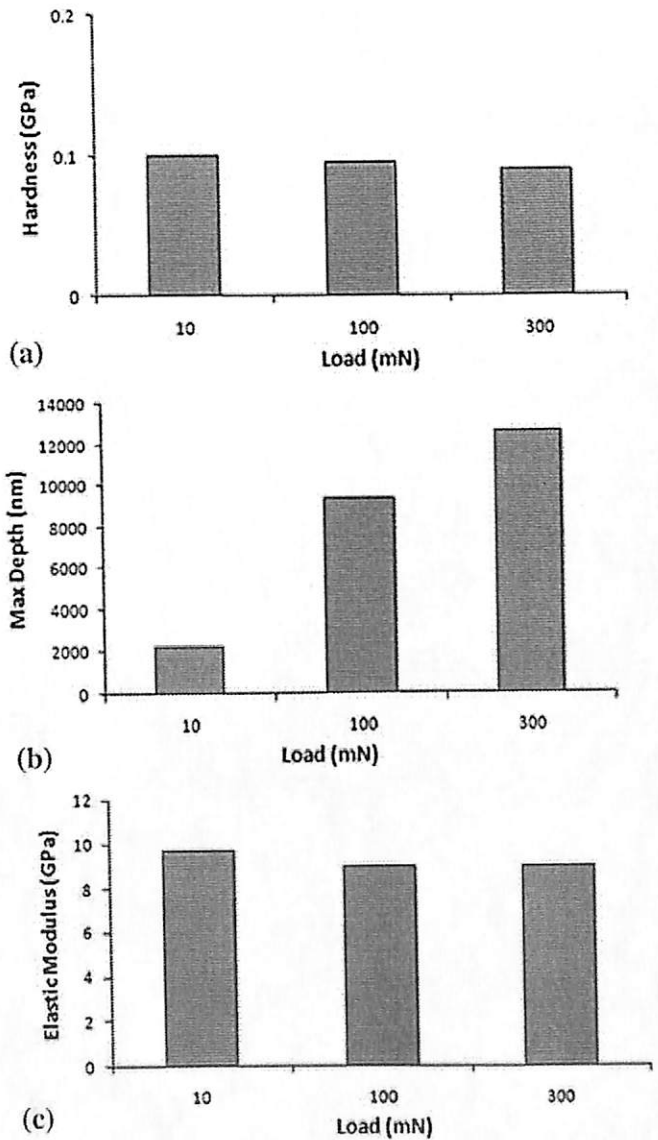 Hardness (GPa)
0.2
0.1
0
10 100 300
Load (mN)
(a)
Max Depth (nm)
14000
12000
10000
8000
6000
4000
2000
0
10 100 300
Load (mN)
(b)
Elastic Modulus (GPa)
12
10
8
6
4
2
0
10 100 300
Load (mN)
(c)